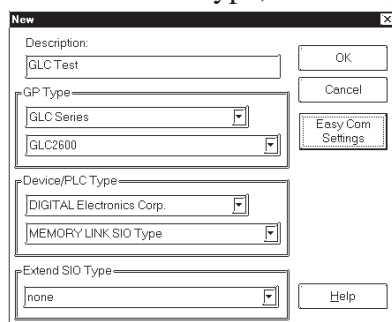 New
Description:
GLC Test
OK
Cancel
GP Type
GLC Series
GLC2600
Easy Com
Settings
Device/PLC Type
DIGITAL Electronics Corp.
MEMORY LINK SIO Type
Extend SIO Type
none
Help